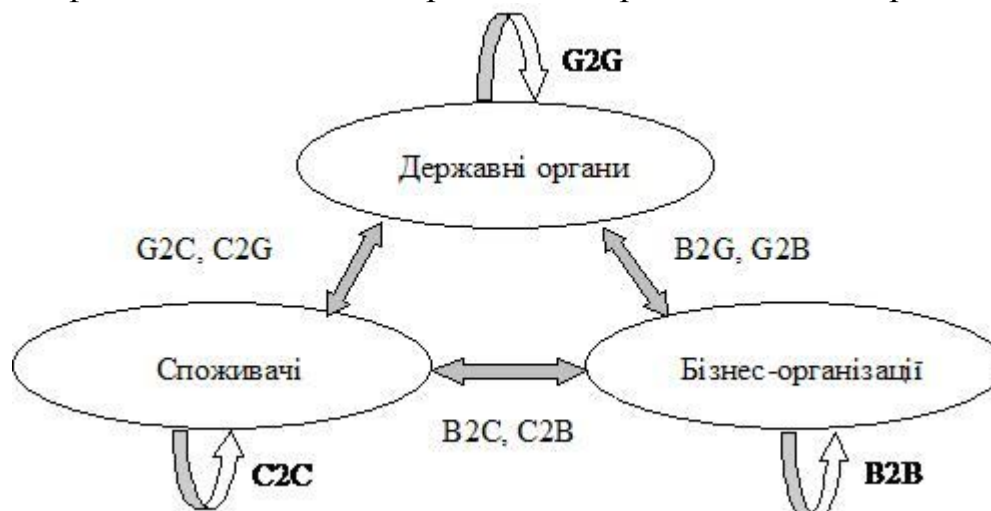 G2G
Державні органи
G2C, C2G
B2G, G2B
Споживачі
Бізнес-організації
B2C, C2B
C2C
B2B